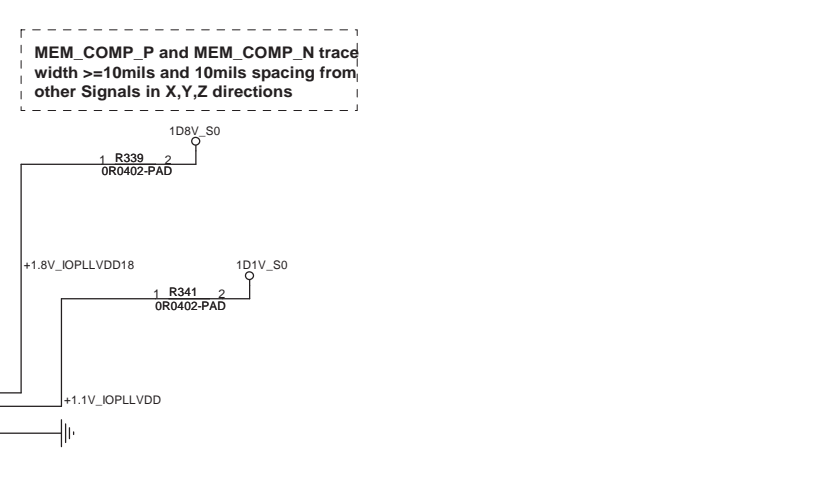 MEM_COMP_P and MEM_COMP_N trace
width >=10mils and 10mils spacing from
other Signals in X,Y,Z directions
1D8V_S0
1 R339 2
0R0402-PAD
+1.8V_IOPLLVDD18
1D1V_S0
1 R341 2
0R0402-PAD
+1.1V_IOPLLVDD